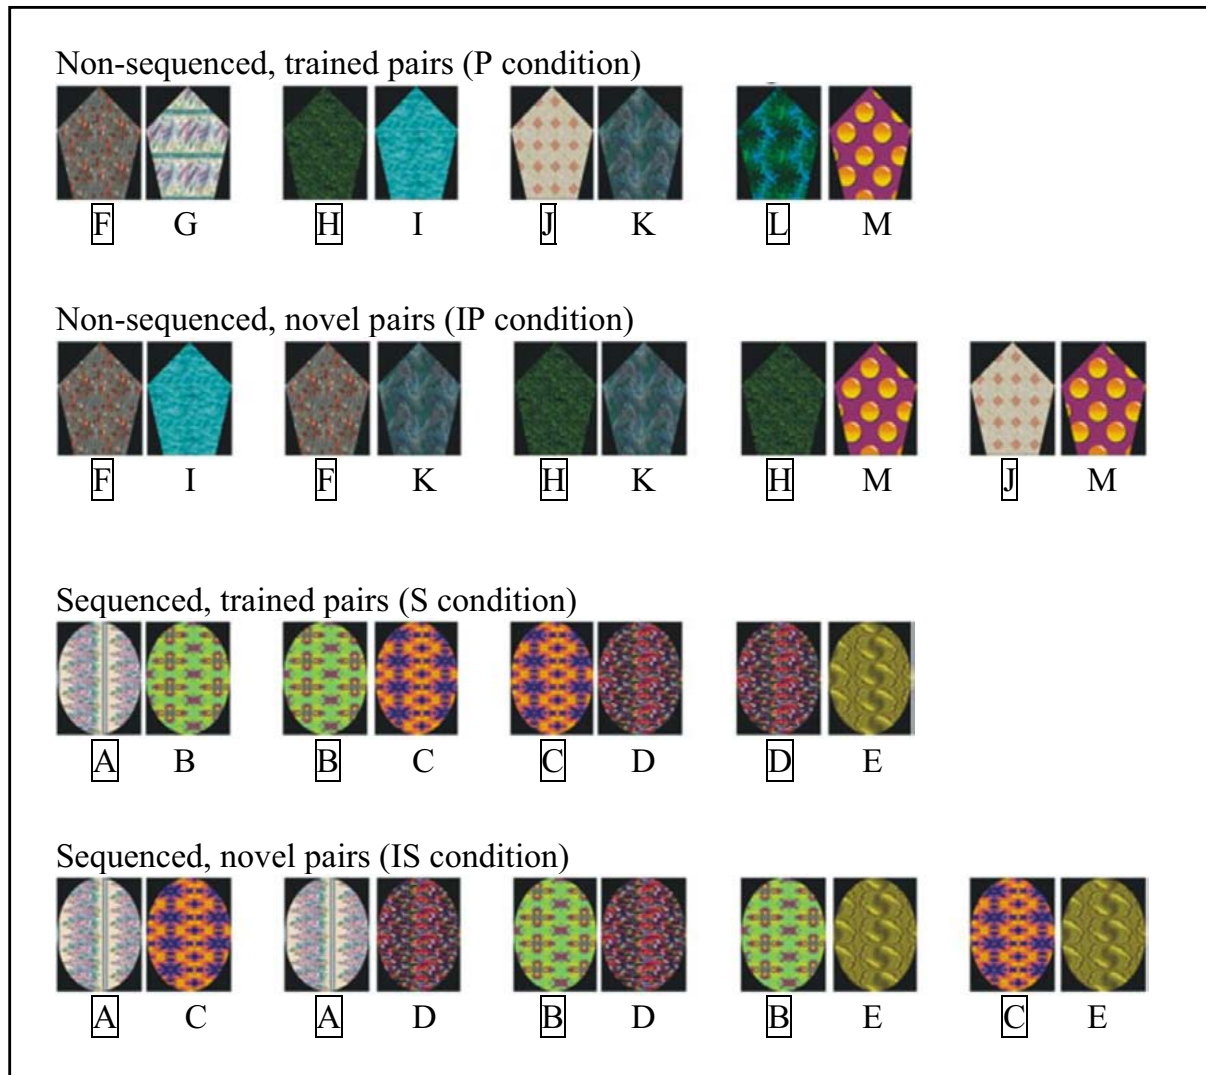 Non-sequenced, trained pairs (P condition)
F G H I J K L M
Non-sequenced, novel pairs (IP condition)
F I F K H K H M J M
Sequenced, trained pairs (S condition)
A B B C C D D E
Sequenced, novel pairs (IS condition)
A C A D B D B E C E